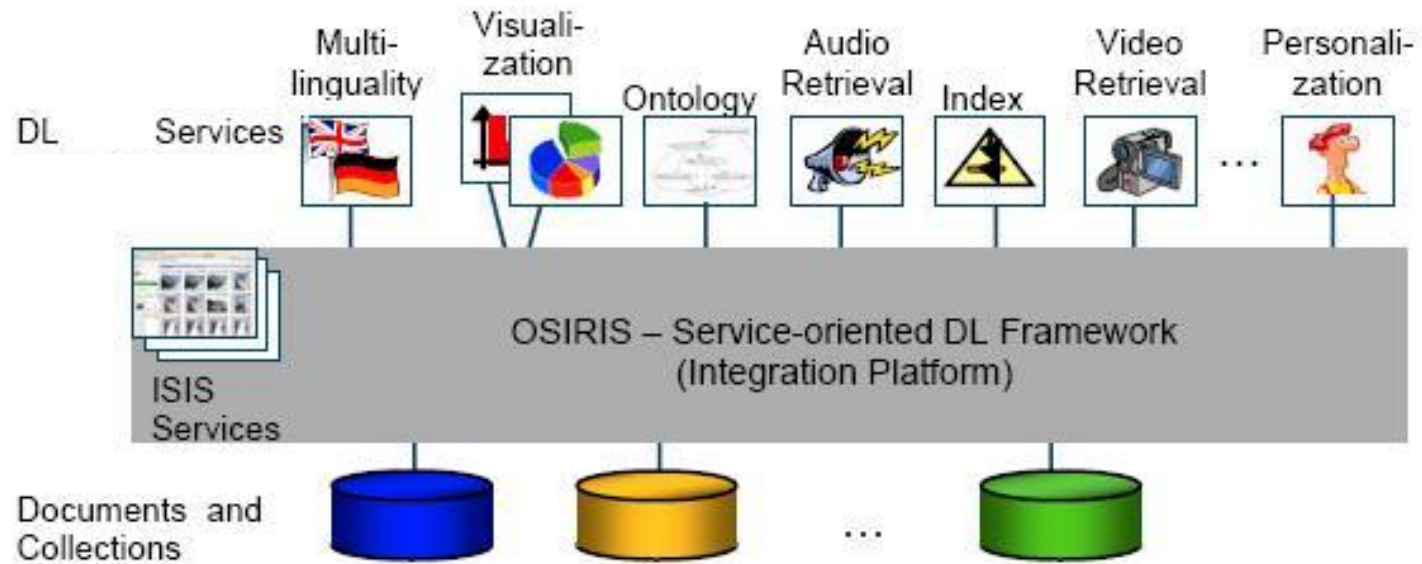 Multi-
linguality
Visuali-
zation
Ontology
Audio
Retrieval
Index
Video
Retrieval
Personali-
zation
DL Services
...
OSIRIS – Service-oriented DL Framework
(Integration Platform)
ISIS
Services
Documents and
Collections
...